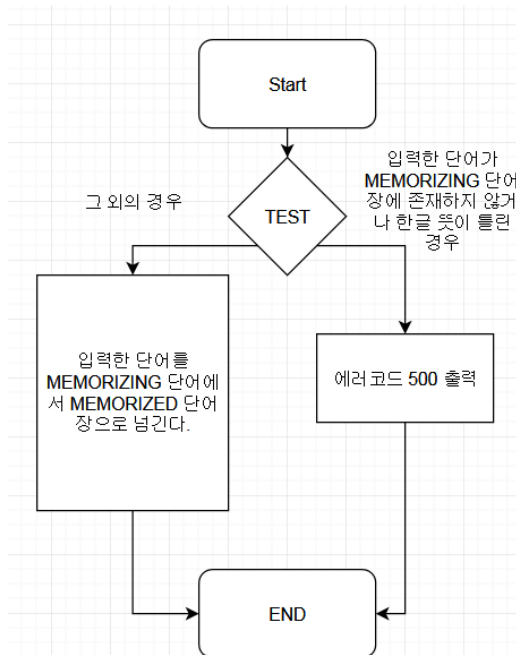 Start
입력한 단어가
MEMORIZING 단어
장에 존재하지 않거
나 한글 뜻이 틀린
경우
그 외의 경우
TEST
입력한 단어를
MEMORIZING 단어에
서 MEMORIZED 단어
장으로 넘긴다.
에러코드 500 출력
END